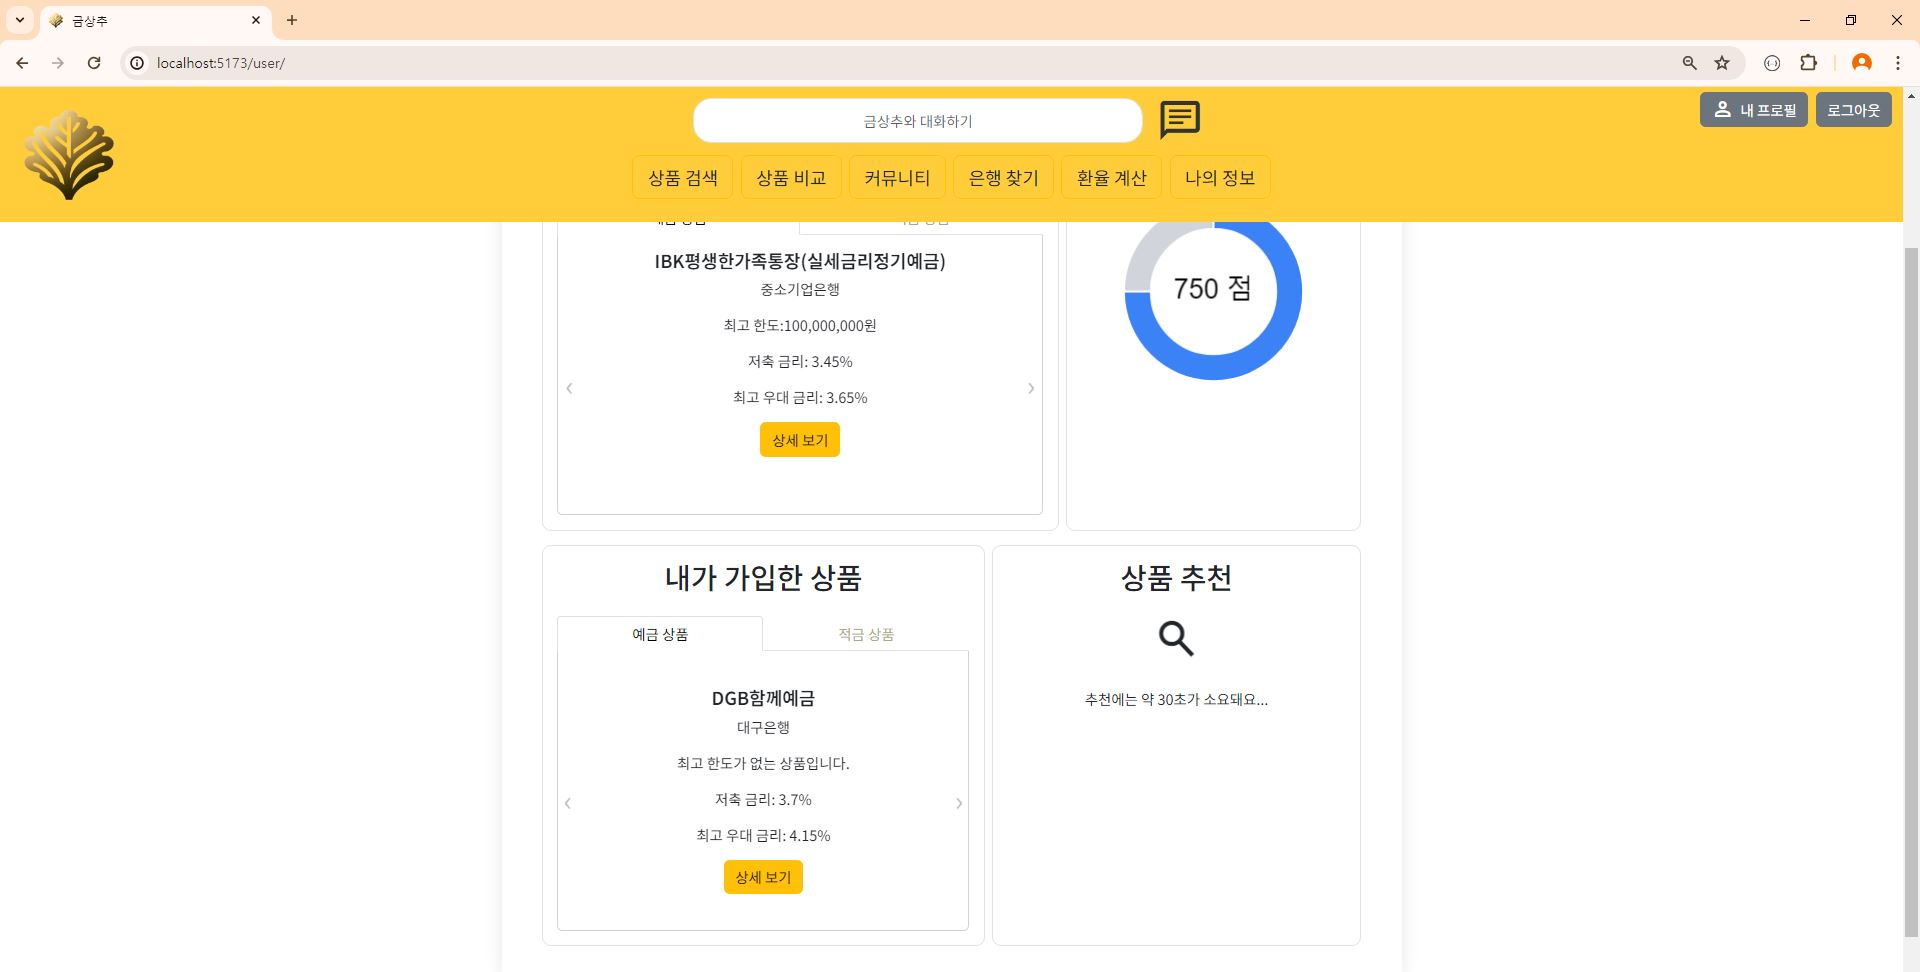 금상추
localhost:5173/user/
금상추와 대화하기
내 프로필
로그아웃
상품 검색
상품 비교
커뮤니티
은행 찾기
환율 계산
나의 정보
IBK평생한가족통장(실세금리정기예금)
중소기업은행
최고 한도:100,000,000원
저축 금리: 3.45%
최고 우대 금리: 3.65%
상세 보기
750 점
내가 가입한 상품
예금 상품
적금 상품
DGB함께예금
대구은행
최고 한도가 없는 상품입니다.
저축 금리: 3.7%
최고 우대 금리: 4.15%
상세 보기
상품 추천
추천에는 약 30초가 소요돼요...